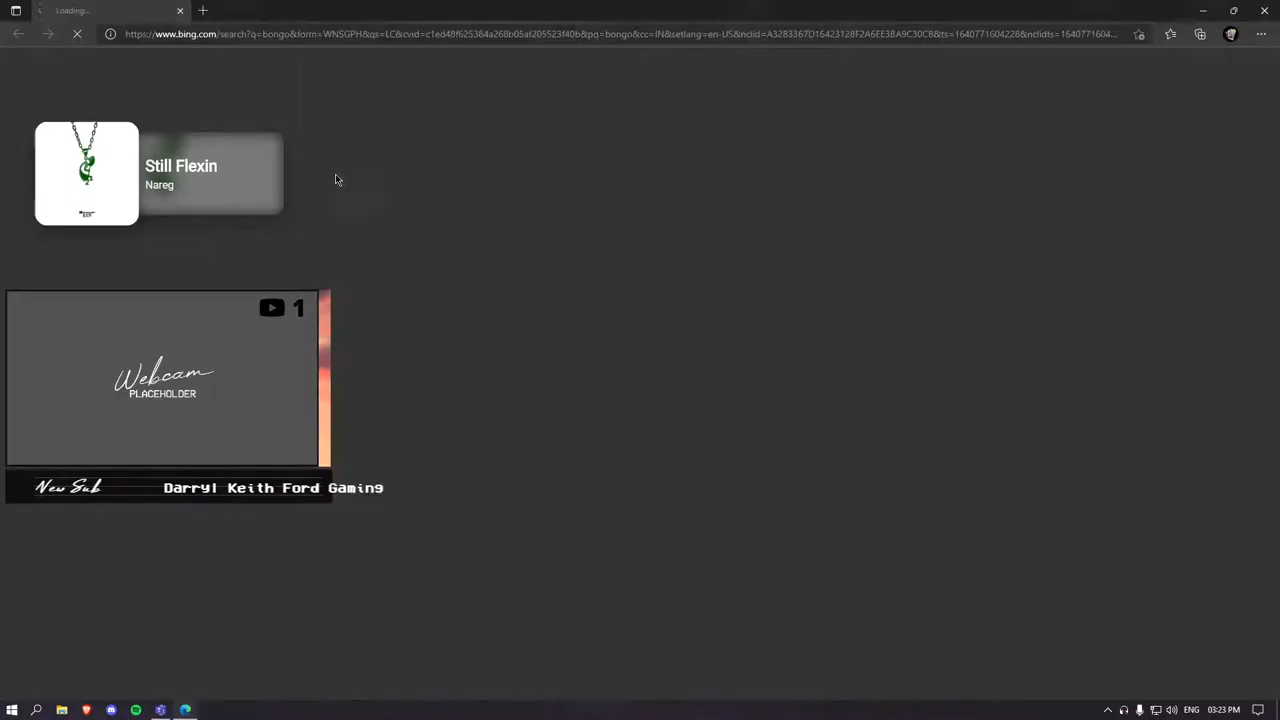 Loading...
https://www.bing.com/search?q=bongo&form=WNSGPH&qs=LC&cvid=c1ed48f625384a268b05af205523f40b&pq=bongo&cc=IN&setlang=en-US&nclid=A32B3367D16423128F2A6EE3BA9C30CB&ts=1640771604228&nclidts=1640771604...
Still Flexin
Nareg
1
Webcam
PLACEHOLDER
New Sub Darryl Keith Ford Gaming
ENG 03:23 PM